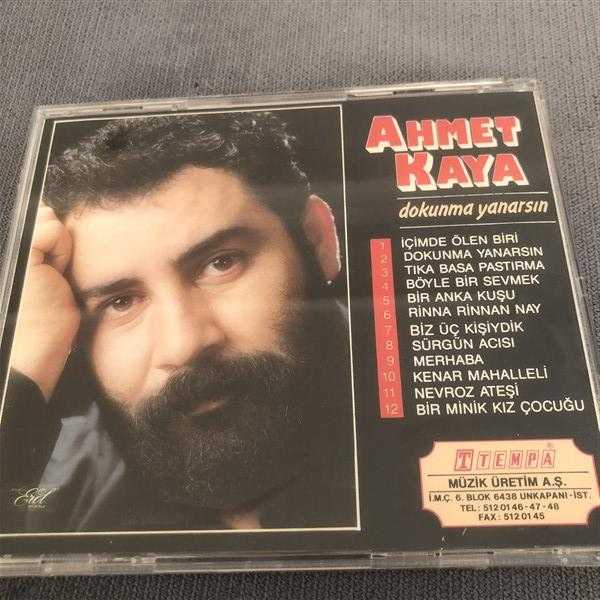 AHMET
KAYA
dokunma yanarsın
1 İÇİMDE ÖLEN BİRİ
2 DOKUNMA YANARSIN
3 TIKA BASA PASTIRMA
4 BÖYLE BİR SEVMEK
5 BİR ANKA KUŞU
6 RINNA RINNAN NAY
7 BİZ ÜÇ KİŞİYDİK
8 SÜRGÜN ACISI
9 MERHABA
10 KENAR MAHALLELİ
11 NEVROZ ATEŞİ
12 BİR MİNİK KIZ ÇOCUĞU
T TEMPA ®
MÜZİK ÜRETİM A.Ş.
İ.M.Ç. 6. BLOK 6438 UNKAPANI-İST.
TEL: 512 01 46-47-48
FAX: 512 01 45
Erol